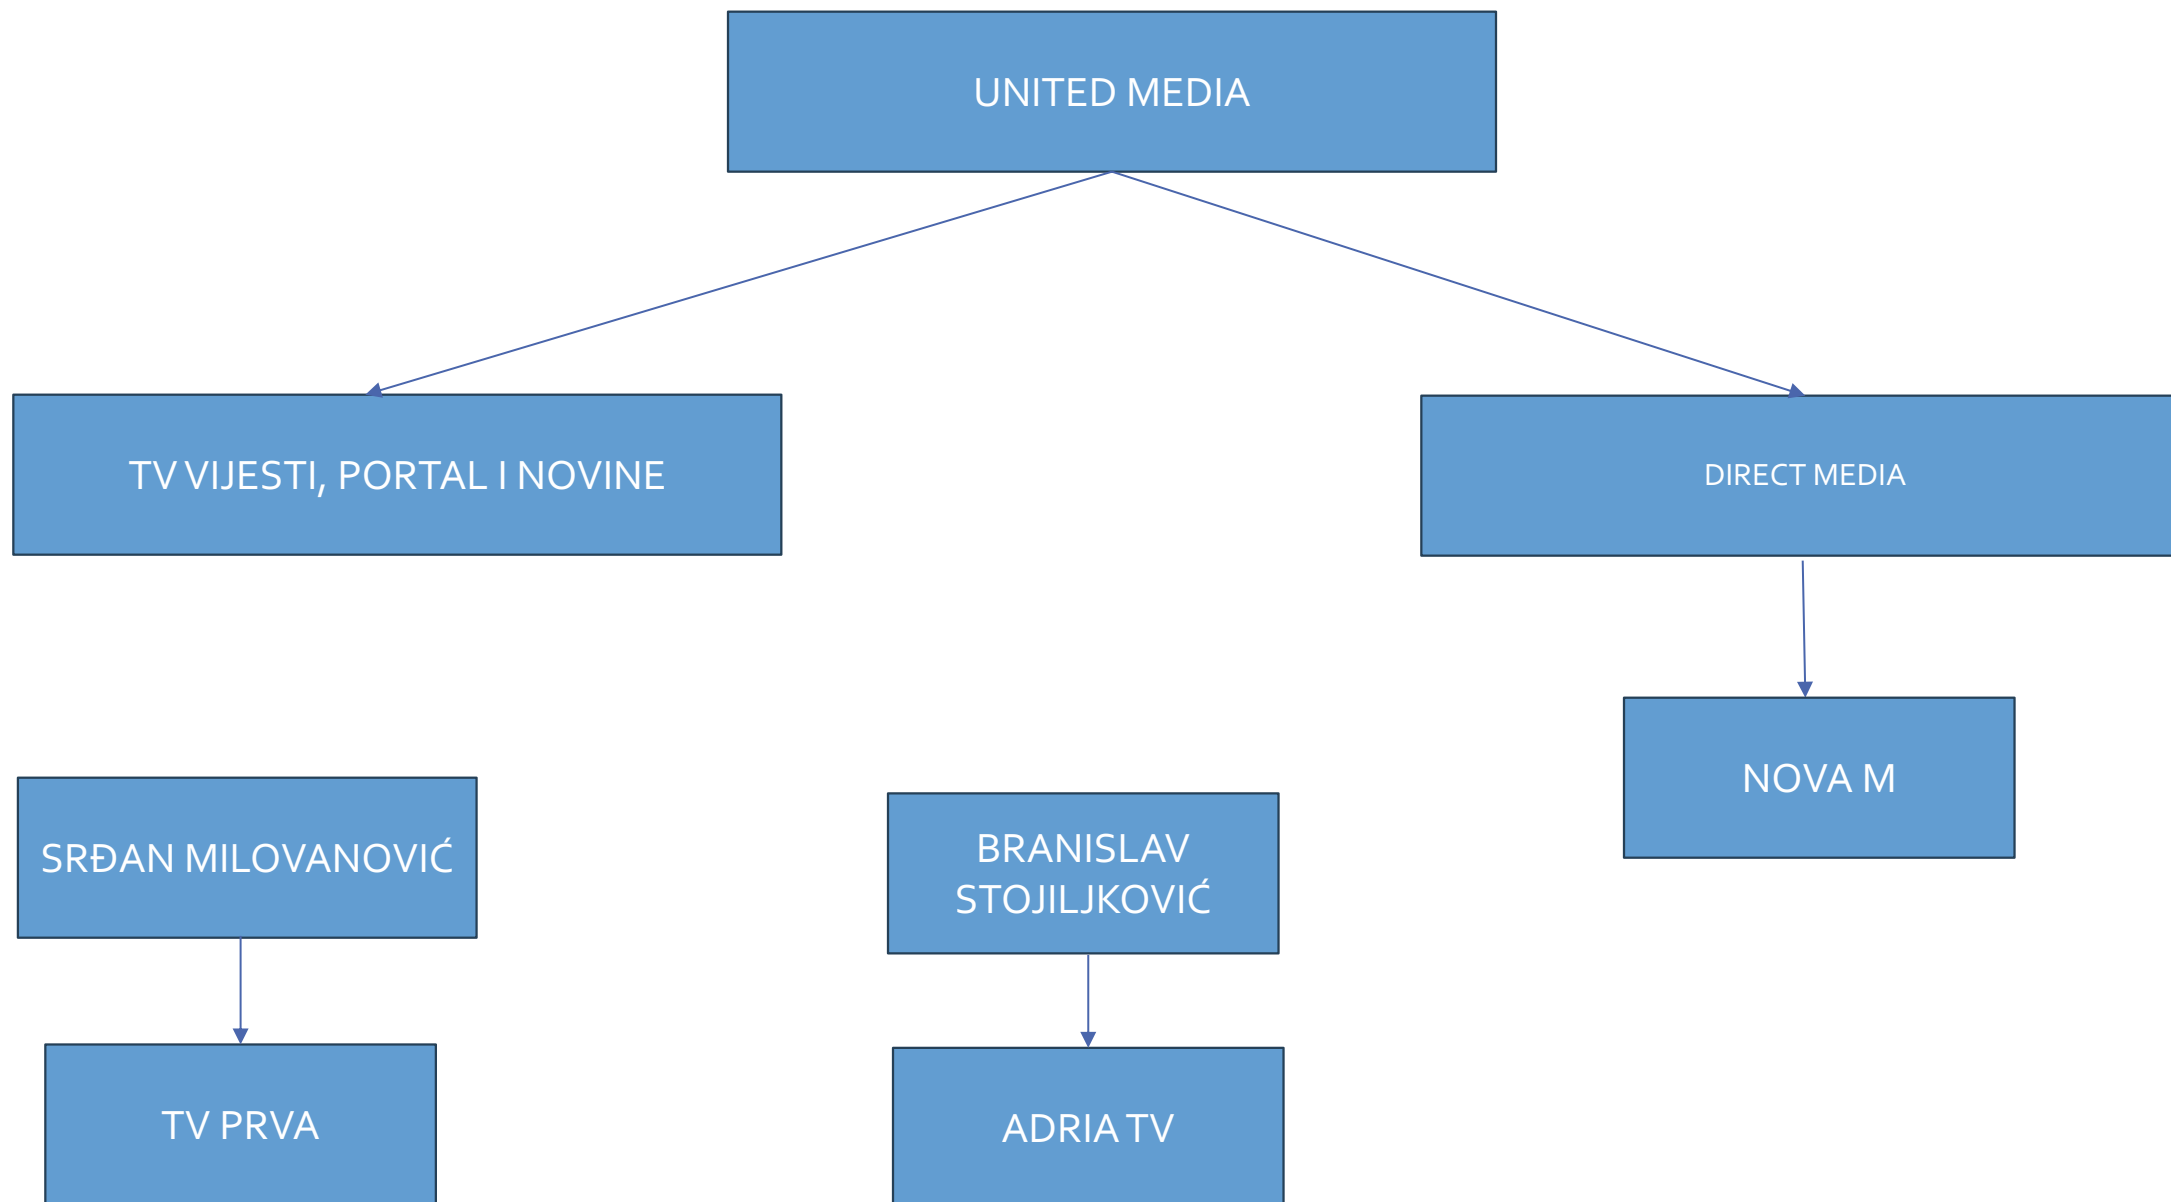 UNITED MEDIA
TV VIJESTI, PORTAL I NOVINE
DIRECT MEDIA
NOVA M
SRĐAN MILOVANOVIĆ
BRANISLAV
STOJILJKOVIĆ
TV PRVA
ADRIA TV